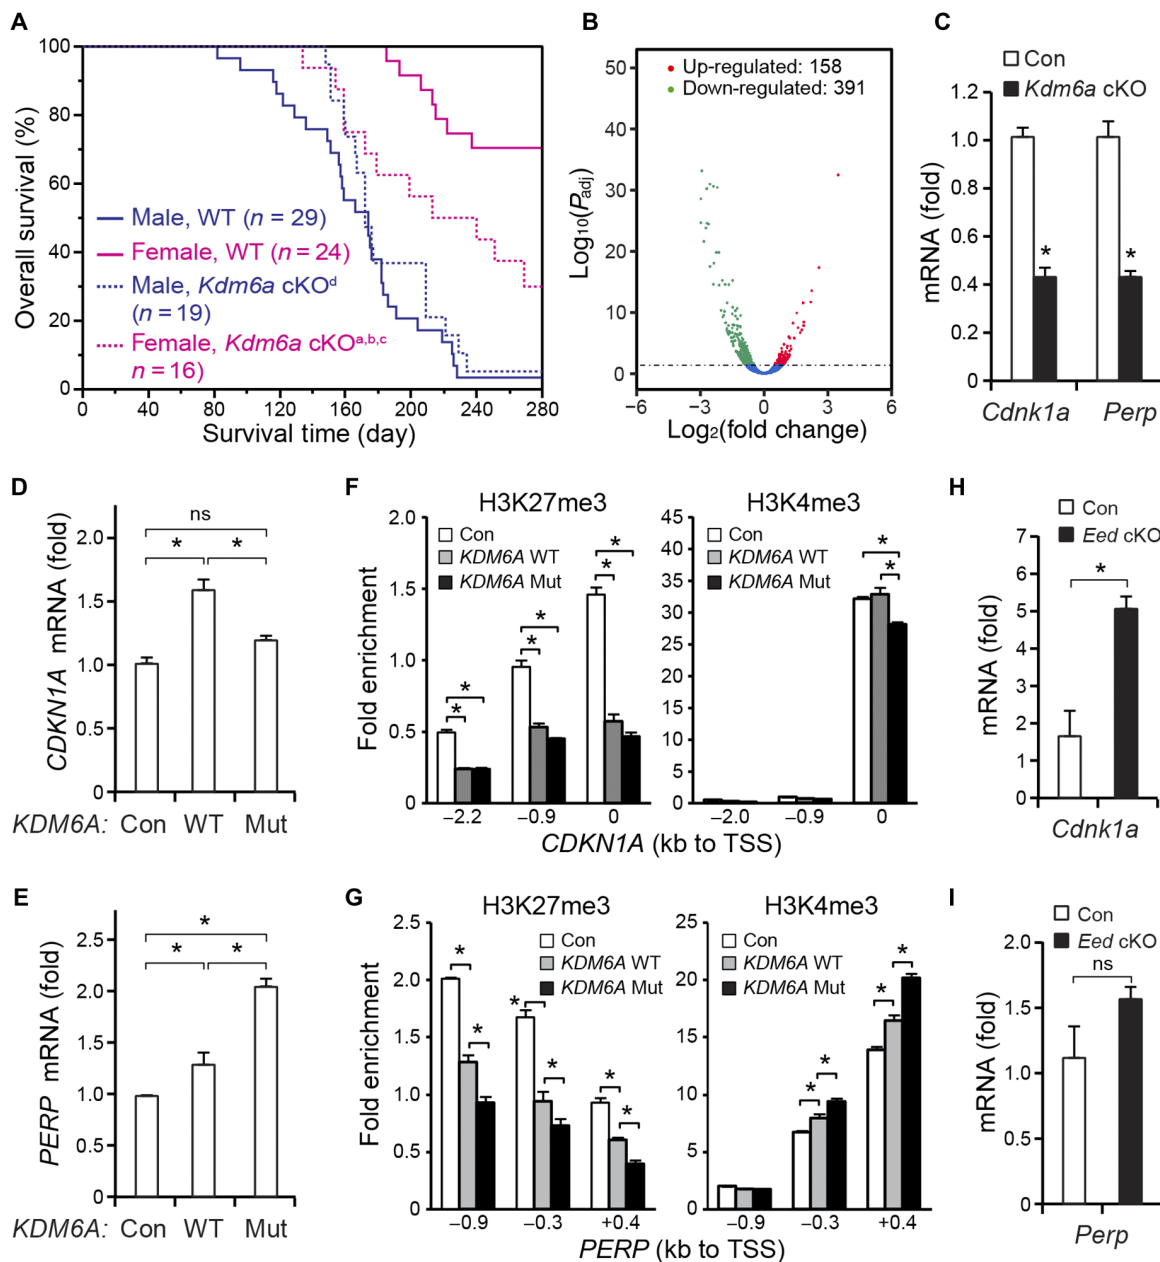 A
Overall survival (%)
100
80
60
40
20
0
0 40 80 120 160 200 240 280
Survival time (day)
Male, WT (n = 29)
Female, WT (n = 24)
Male, Kdm6a cKOᵈ
(n = 19)
Female, Kdm6a cKOᵃ,ᵇ,ᶜ
n = 16)
B
Up-regulated: 158
Down-regulated: 391
Log₁₀(Padj)
50
40
30
20
10
0
−6 −3 0 3 6
Log₂(fold change)
C
Con
Kdm6a cKO
mRNA (fold)
1.2
1.0
0.8
0.6
0.4
0.2
0
* *
Cdnk1a Perp
D
CDKN1A mRNA (fold)
2.0
1.5
1.0
0.5
0
ns
* *
KDM6A: Con WT Mut
E
PERP mRNA (fold)
2.5
2.0
1.5
1.0
0.5
0
*
* *
KDM6A: Con WT Mut
F
H3K27me3
Fold enrichment
2.0
1.5
1.0
0.5
0
Con
KDM6A WT
KDM6A Mut
* * * * * *
−2.2 −0.9 0
H3K4me3
45
40
35
30
25
20
15
10
5
0
Con
KDM6A WT
KDM6A Mut
* *
−2.0 −0.9 0
CDKN1A (kb to TSS)
G
H3K27me3
Fold enrichment
2.5
2.0
1.5
1.0
0.5
0
Con
KDM6A WT
KDM6A Mut
* * * * * *
−0.9 −0.3 +0.4
H3K4me3
25
20
15
10
5
0
Con
KDM6A WT
KDM6A Mut
* * * *
−0.9 −0.3 +0.4
PERP (kb to TSS)
H
Con
Eed cKO
mRNA (fold)
7
6
5
6
2
1
0
*
Cdnk1a
I
Con
Eed cKO
mRNA (fold)
2.0
1.5
1.0
1.5
0
ns
Perp